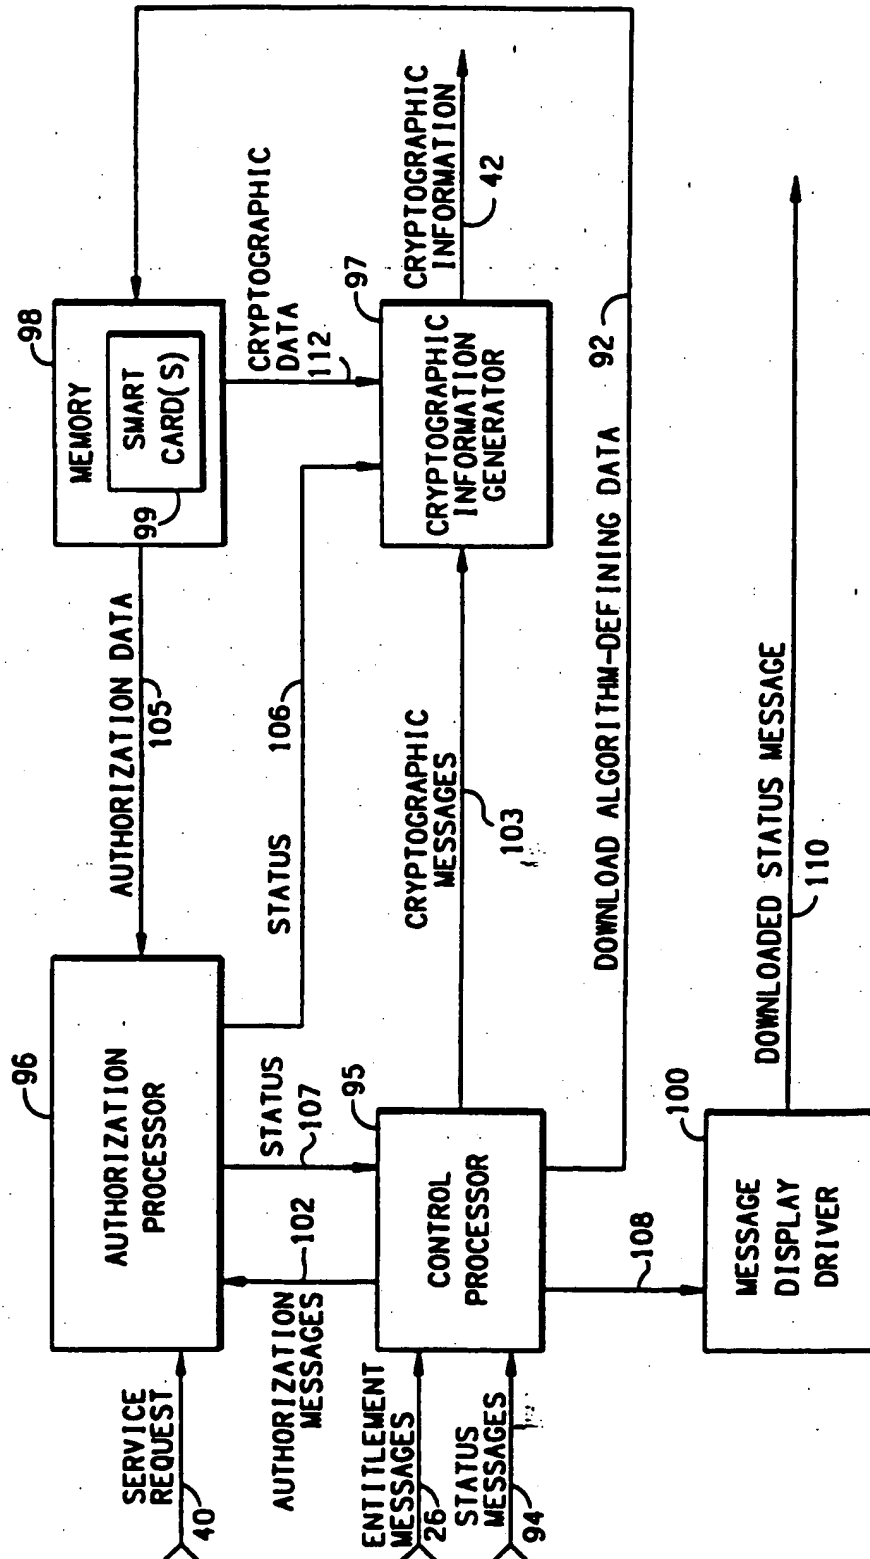 SERVICE
REQUEST
40
96
AUTHORIZATION
PROCESSOR
AUTHORIZATION DATA
105
98
MEMORY
SMART
CARD(S)
99
AUTHORIZATION
MESSAGES
102
STATUS
107
STATUS
106
CRYPTOGRAPHIC
DATA
112
ENTITLEMENT
MESSAGES
26
STATUS
MESSAGES
94
95
CONTROL
PROCESSOR
CRYPTOGRAPHIC
MESSAGES
103
97
CRYPTOGRAPHIC
INFORMATION
GENERATOR
CRYPTOGRAPHIC
INFORMATION
42
108
DOWNLOAD ALGORITHM-DEFINING DATA
92
100
MESSAGE
DISPLAY
DRIVER
DOWNLOADED STATUS MESSAGE
110